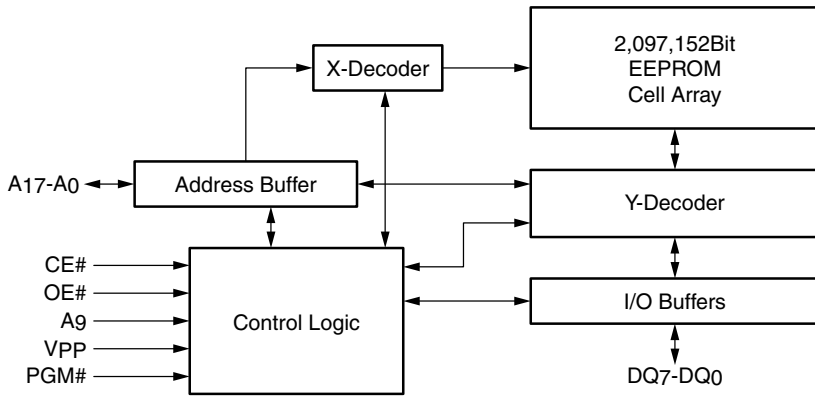 2,097,152Bit
EEPROM
Cell Array
X-Decoder
A17-A0
Address Buffer
Y-Decoder
CE#
OE#
A9
VPP
PGM#
Control Logic
I/O Buffers
DQ7-DQ0